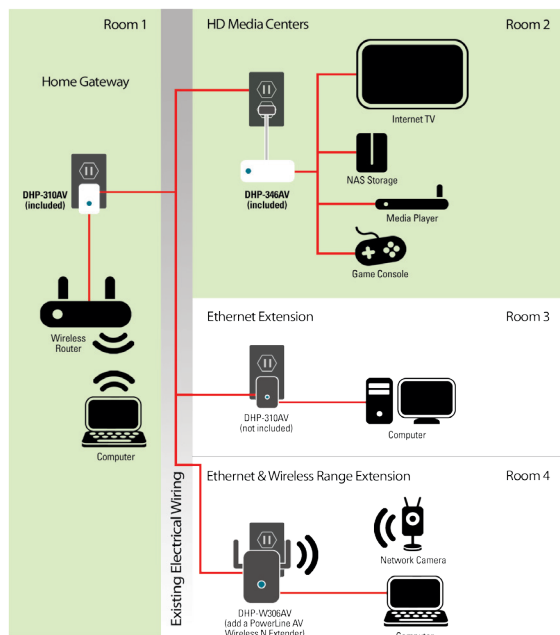 Room 1
Home Gateway
DHP-310AV
(included)
Wireless
Router
Computer
Existing Electrical Wiring
HD Media Centers
Room 2
Internet TV
NAS Storage
DHP-346AV
(included)
Media Player
Game Console
Ethernet Extension
Room 3
DHP-310AV
(not included)
Computer
Ethernet & Wireless Range Extension
Room 4
Network Camera
DHP-W306AV
(add a PowerLine AV
Wireless N Extender)
Computer